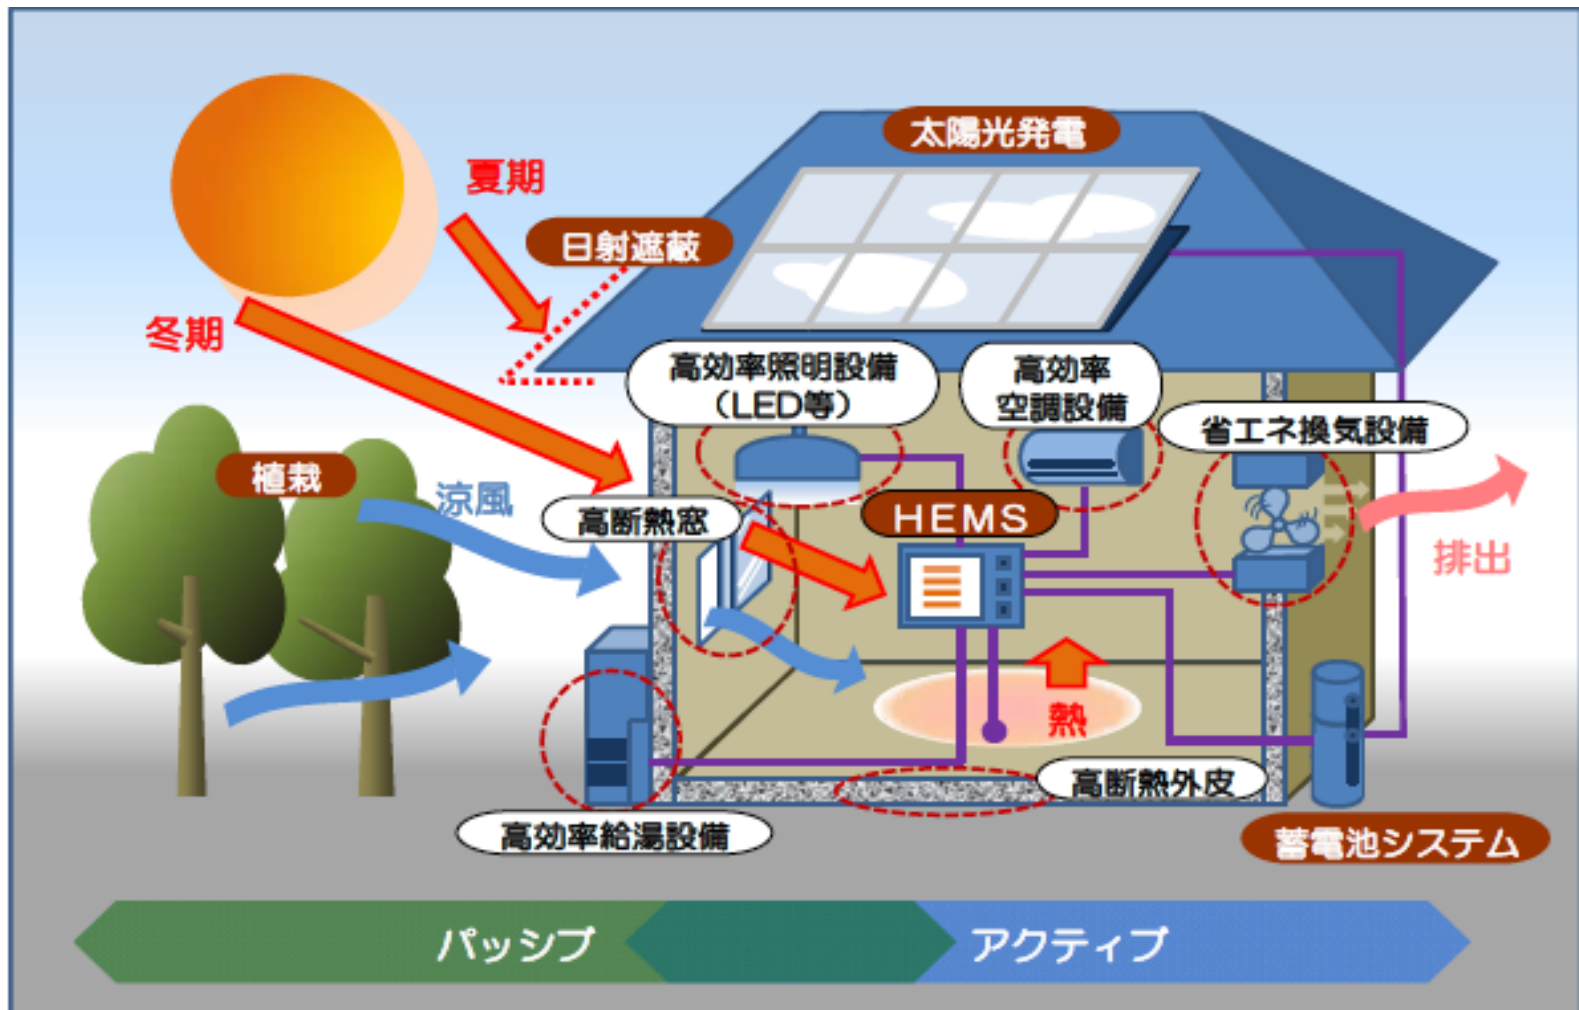 太陽光発電
夏期
日射遮蔽
冬期
高効率照明設備
(LED等)
高効率
空調設備
省エネ換気設備
植栽
涼風
高断熱窓
HEMS
排出
熱
高断熱外皮
高効率給湯設備
蓄電池システム
パッシブ
アクティブ